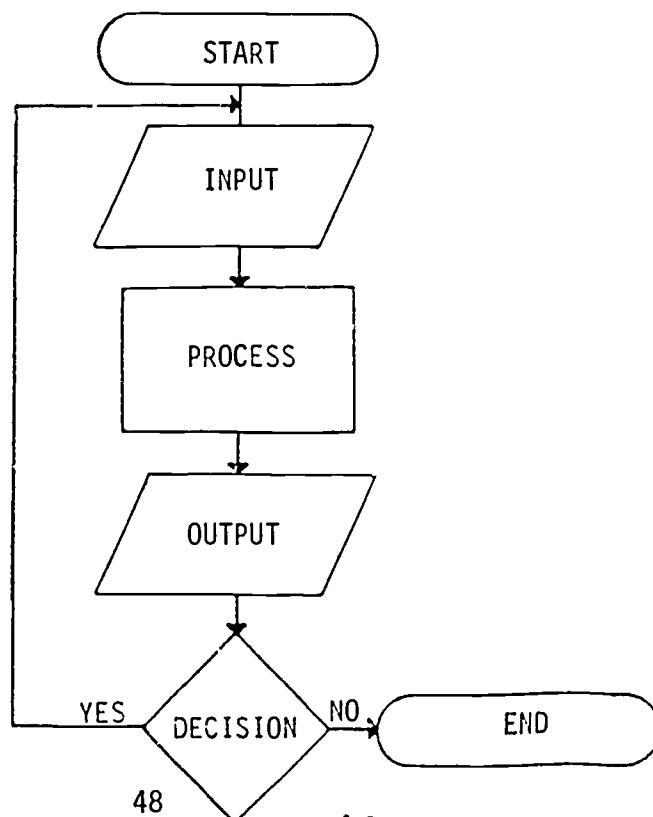 START
INPUT
PROCESS
OUTPUT
YES DECISION NO END
48